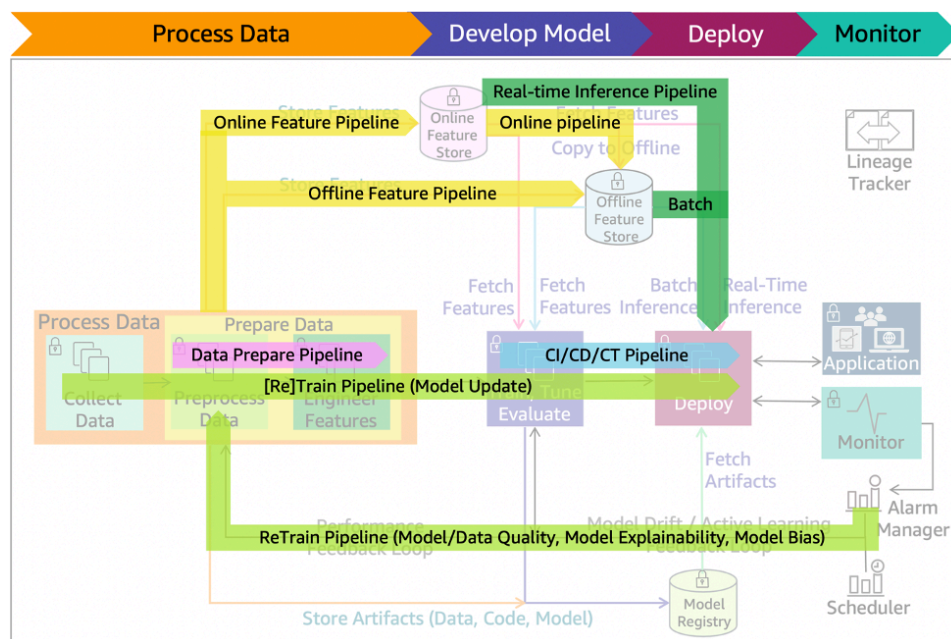 Process Data
Develop Model
Deploy
Monitor
Store Features
Online
Feature
Store
Real-time Inference Pipeline
Fetch Features
Online Feature Pipeline
Online pipeline
Copy to Offline
Lineage
Tracker
Store Features
Offline Feature Pipeline
Offline
Feature
Store
Batch
Fetch
Features
Fetch
Features
Batch
Inference
Real-Time
Inference
Process Data
Prepare Data
Data Prepare Pipeline
CI/CD/CT Pipeline
Application
[Re]Train Pipeline (Model Update)
Collect
Data
Preprocess
Data
Engineer
Features
Train, Tune
Evaluate
Deploy
Monitor
Fetch
Artifacts
Alarm
Manager
Performance
Feedback Loop
Model Drift / Active Learning
Feedback Loop
ReTrain Pipeline (Model/Data Quality, Model Explainability, Model Bias)
Model
Registry
Scheduler
Store Artifacts (Data, Code, Model)